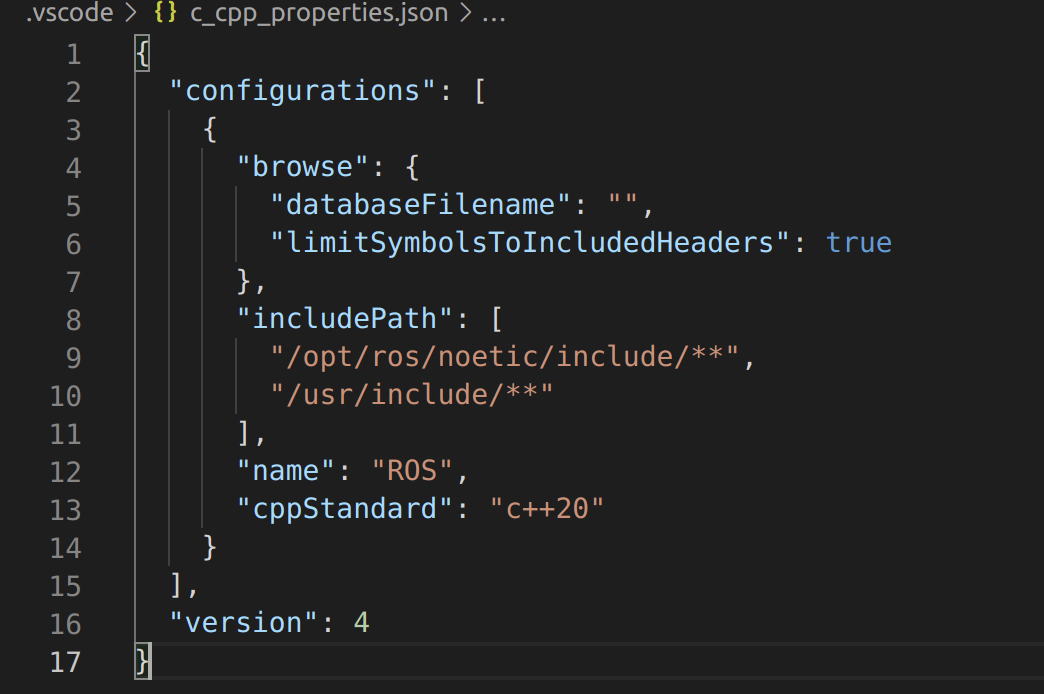 .vscode > {} c_cpp_properties.json > ...
1 {
2   "configurations": [
3     {
4       "browse": {
5         "databaseFilename": "",
6         "limitSymbolsToIncludedHeaders": true
7       },
8       "includePath": [
9         "/opt/ros/noetic/include/**",
10         "/usr/include/**"
11       ],
12       "name": "ROS",
13       "cppStandard": "c++20"
14     }
15   ],
16   "version": 4
17 }